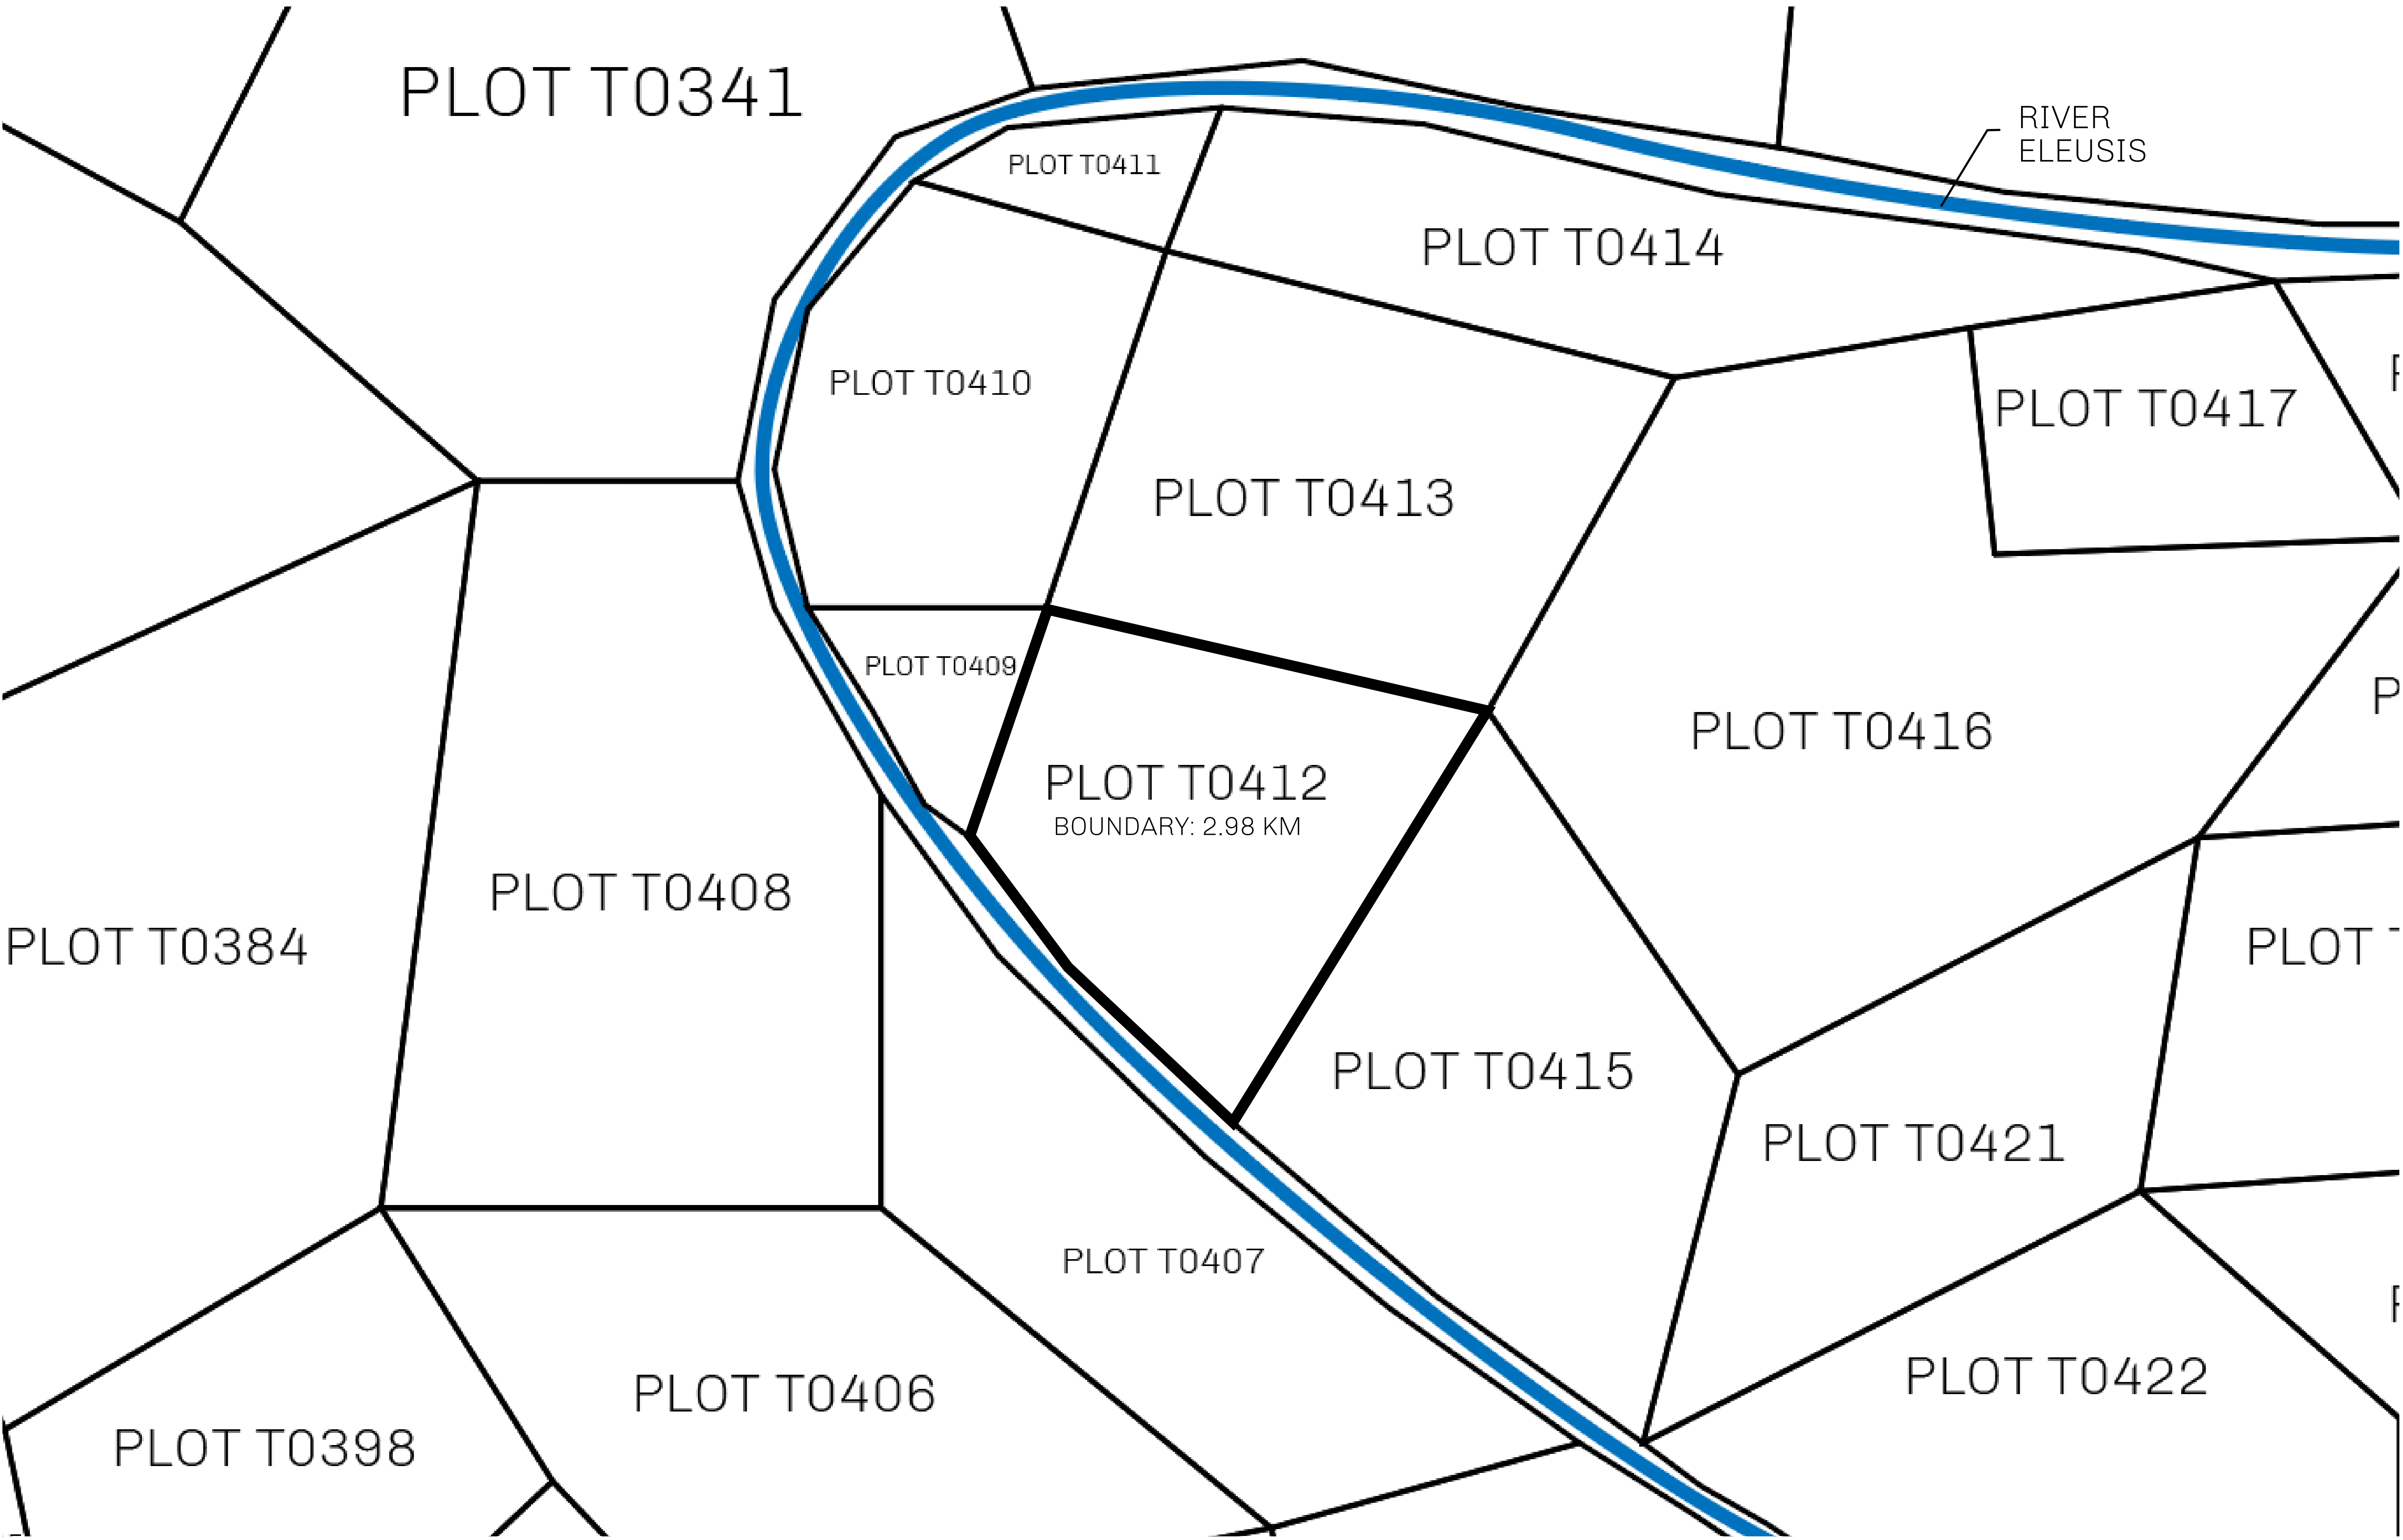 PLOT T0341
RIVER
ELEUSIS
PLOT T0411
PLOT T0414
PLOT T0410
PLOT T0417
PLOT T0413
PLOT T0409
PLOT T0416
PLOT T0412
BOUNDARY: 2.98 KM
PLOT T0408
PLOT T0384
PLOT
PLOT T0415
PLOT T0421
PLOT T0407
PLOT T0422
PLOT T0406
PLOT T0398